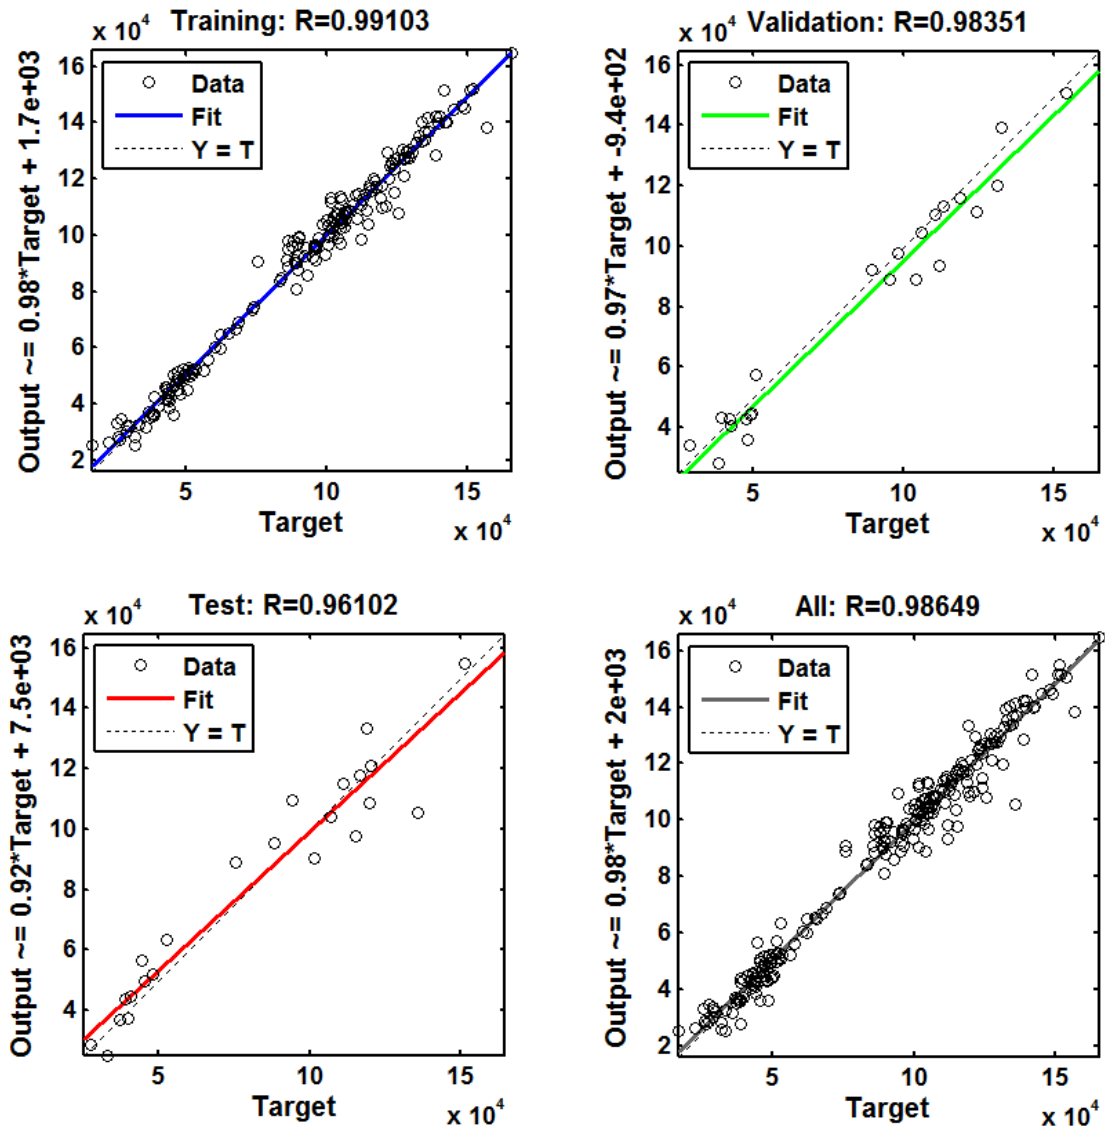 x 10^4
Training: R=0.99103
Output ~= 0.98*Target + 1.7e+03
16
14
12
10
8
6
4
2
Data
Fit
Y = T
5
10
15
Target
x 10^4
x 10^4
Validation: R=0.98351
Output ~= 0.97*Target + -9.4e+02
16
14
12
10
8
6
4
Data
Fit
Y = T
5
10
15
Target
x 10^4
x 10^4
Test: R=0.96102
Output ~= 0.92*Target + 7.5e+03
16
14
12
10
8
6
4
Data
Fit
Y = T
5
10
15
Target
x 10^4
x 10^4
All: R=0.98649
Output ~= 0.98*Target + 2e+03
16
14
12
10
8
6
4
2
Data
Fit
Y = T
5
10
15
Target
x 10^4